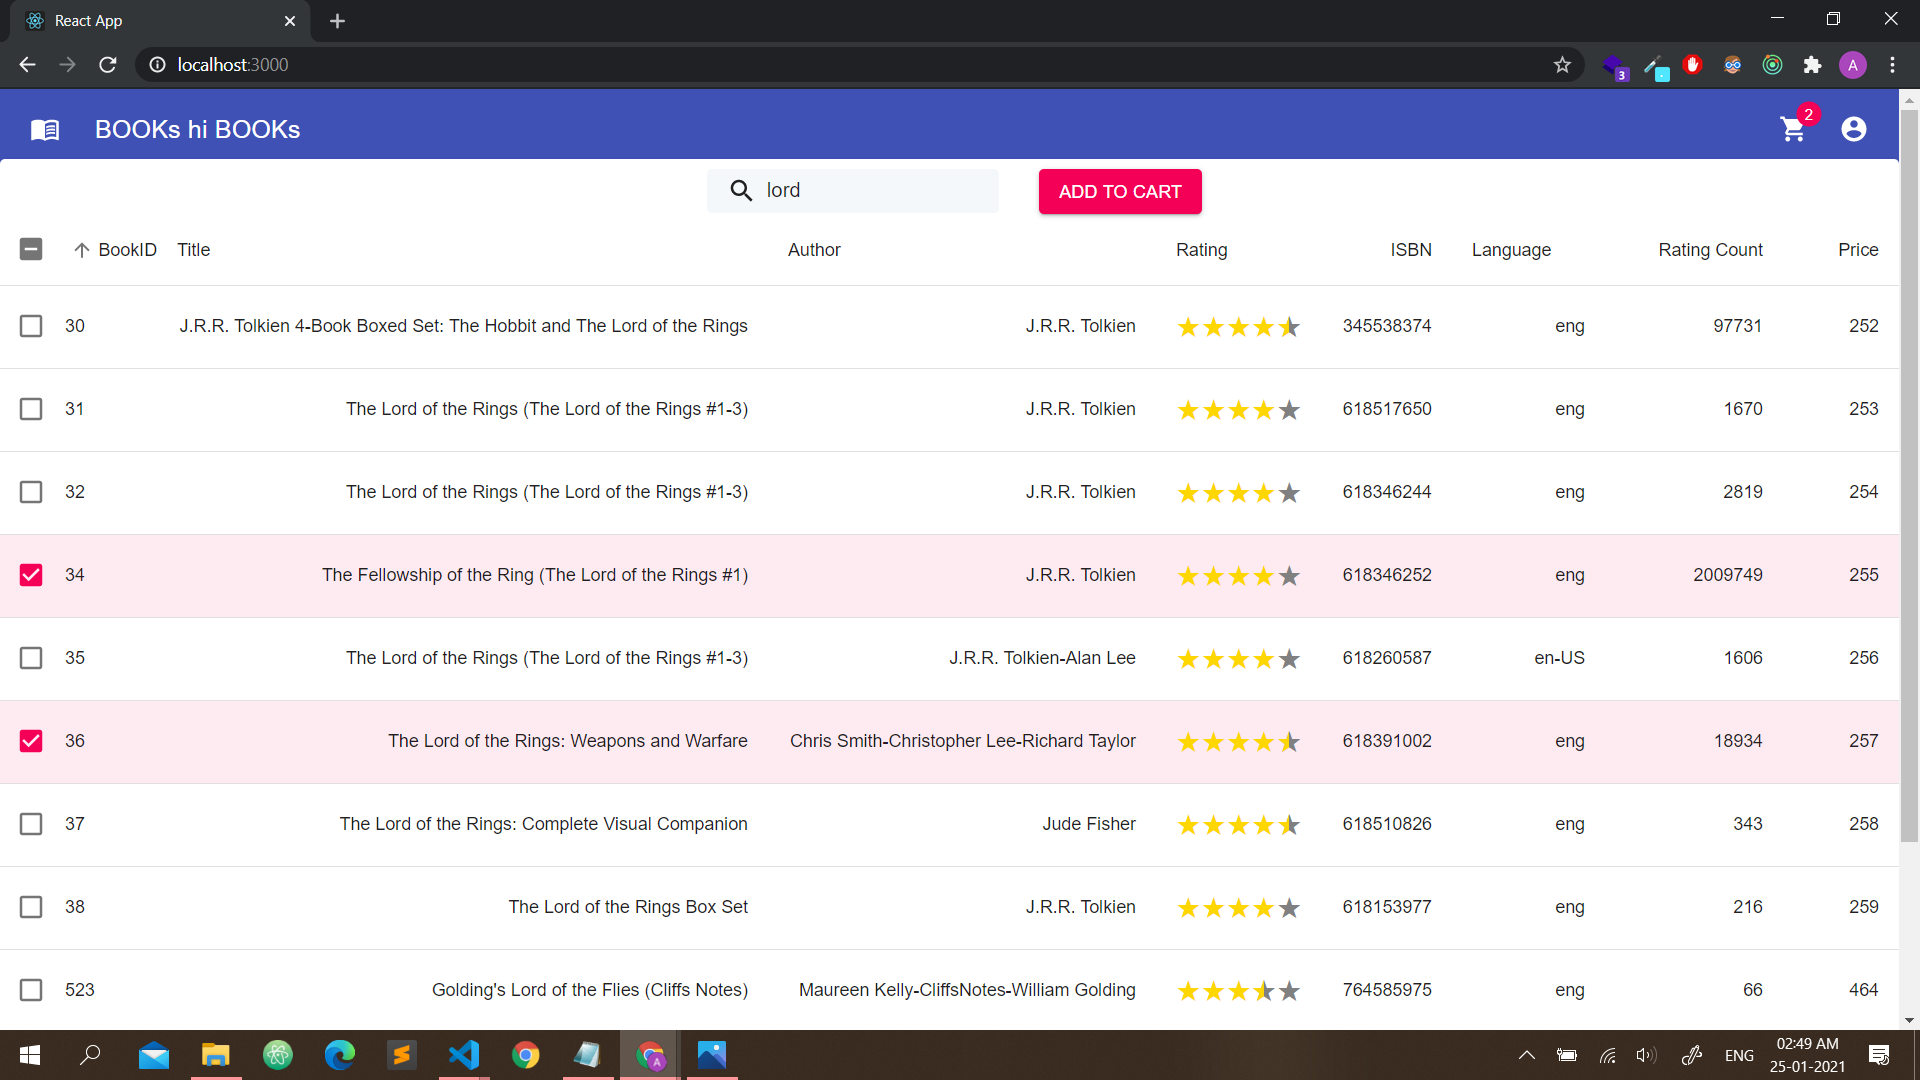 React App
localhost:3000
3
A
BOOKs hi BOOKs
2
lord
ADD TO CART
BookID Title Author Rating ISBN Language Rating Count Price
30 J.R.R. Tolkien 4-Book Boxed Set: The Hobbit and The Lord of the Rings J.R.R. Tolkien 345538374 eng 97731 252
31 The Lord of the Rings (The Lord of the Rings #1-3) J.R.R. Tolkien 618517650 eng 1670 253
32 The Lord of the Rings (The Lord of the Rings #1-3) J.R.R. Tolkien 618346244 eng 2819 254
34 The Fellowship of the Ring (The Lord of the Rings #1) J.R.R. Tolkien 618346252 eng 2009749 255
35 The Lord of the Rings (The Lord of the Rings #1-3) J.R.R. Tolkien-Alan Lee 618260587 en-US 1606 256
36 The Lord of the Rings: Weapons and Warfare Chris Smith-Christopher Lee-Richard Taylor 618391002 eng 18934 257
37 The Lord of the Rings: Complete Visual Companion Jude Fisher 618510826 eng 343 258
38 The Lord of the Rings Box Set J.R.R. Tolkien 618153977 eng 216 259
523 Golding's Lord of the Flies (Cliffs Notes) Maureen Kelly-CliffsNotes-William Golding 764585975 eng 66 464
A
ENG
02:49 AM
25-01-2021